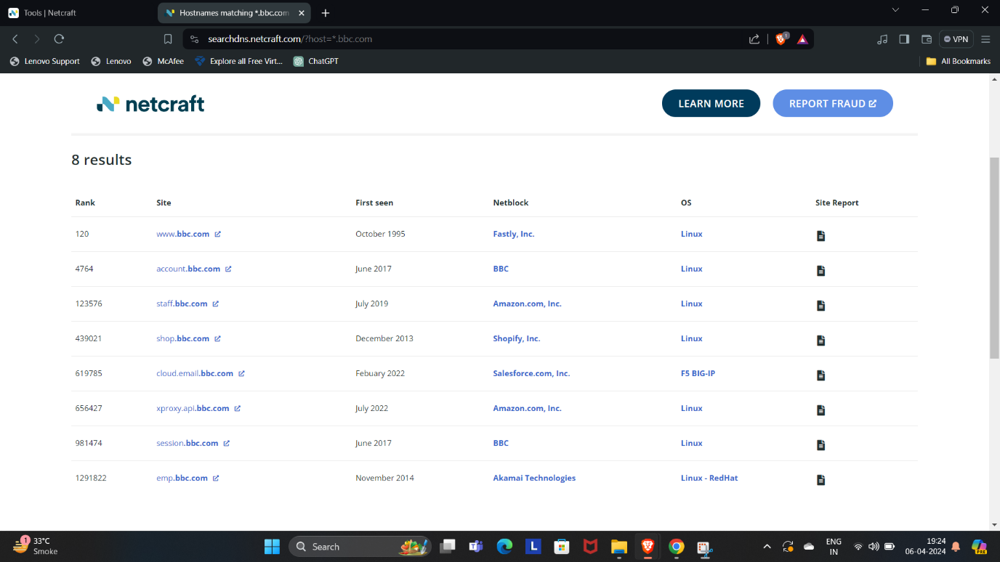 Tools | Netcraft
Hostnames matching *.bbc.com
searchdns.netcraft.com/?host=*.bbc.com
1
VPN
Lenovo Support Lenovo McAfee Explore all Free Virt... ChatGPT All Bookmarks
netcraft LEARN MORE REPORT FRAUD
8 results
Rank Site First seen Netblock OS Site Report
120 www.bbc.com October 1995 Fastly, Inc. Linux
4764 account.bbc.com June 2017 BBC Linux
123576 staff.bbc.com July 2019 Amazon.com, Inc. Linux
439021 shop.bbc.com December 2013 Shopify, Inc. Linux
619785 cloud.email.bbc.com Febuary 2022 Salesforce.com, Inc. F5 BIG-IP
656427 xproxy.api.bbc.com July 2022 Amazon.com, Inc. Linux
981474 session.bbc.com June 2017 BBC Linux
1291822 emp.bbc.com November 2014 Akamai Technologies Linux - RedHat
1 33°C
Smoke
Search
L
ENG
IN
19:24
06-04-2024
PRE